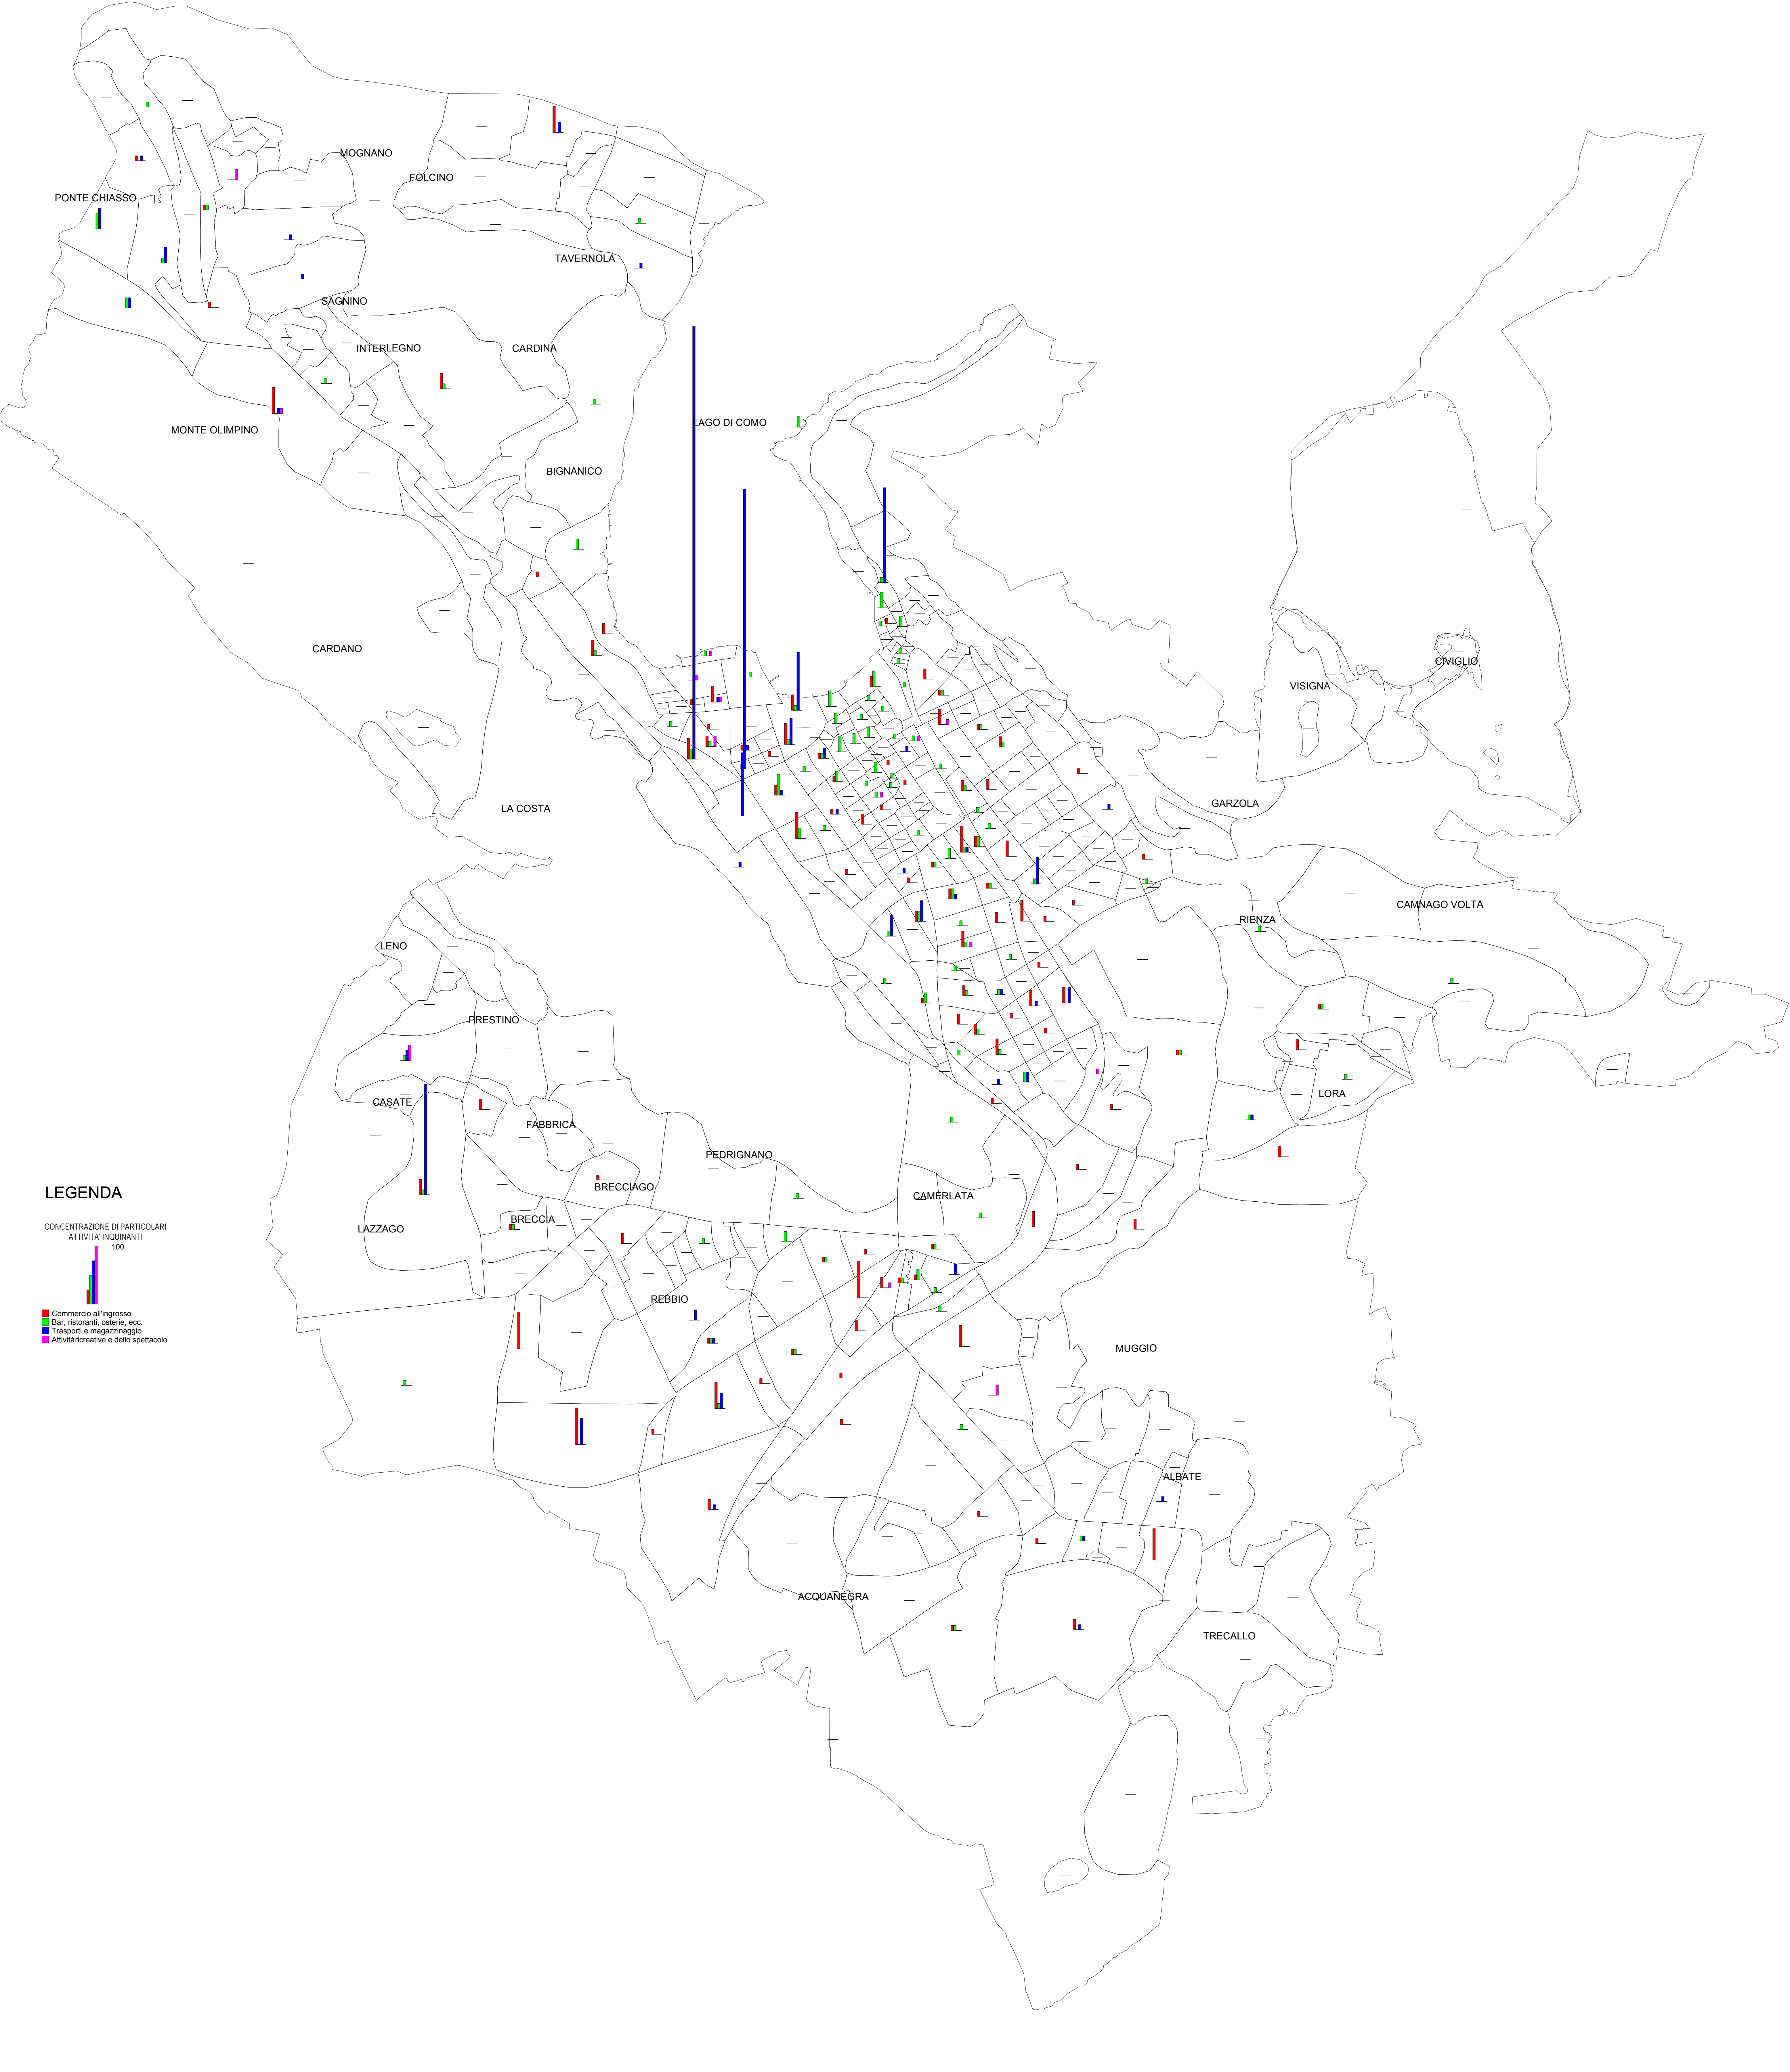 MOGNANO
FOLCINO
PONTE CHIASSO
TAVERNOLA
SAGNINO
INTERLEGNO
CARDINA
LAGO DI COMO
MONTE OLIMPINO
BIGNANICO
CARDANO
CIVIGLIO
VISIGNA
GARZOLA
LA COSTA
CAMNAGO VOLTA
RIENZA
LENO
PRESTINO
LORA
CASATE
FABBRICA
PEDRIGNANO
BRECCIAGO
CAMERLATA
BRECCIA
LAZZAGO
REBBIO
MUGGIO
ALBATE
ACQUANEGRA
TRECALLO
LEGENDA
CONCENTRAZIONE DI PARTICOLARI
ATTIVITA' INQUINANTI
100
Commercio all'ingrosso
Bar, ristoranti, osterie, ecc.
Trasporti e magazzinaggio
Attivitàricreative e dello spettacolo